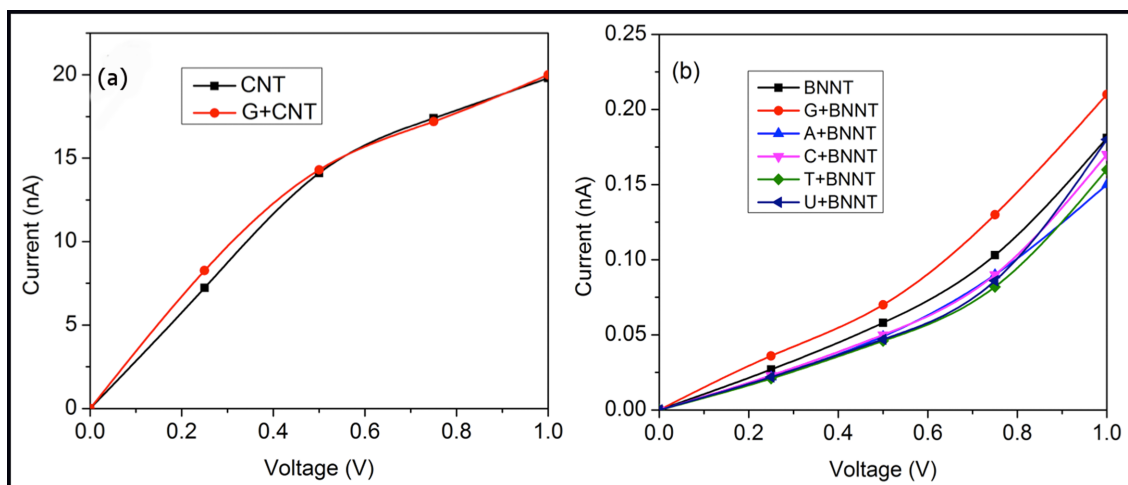 (a)
CNT
G+CNT
20
15
10
5
0
0.0 0.2 0.4 0.6 0.8 1.0
Current (nA)
Voltage (V)
(b)
BNNT
G+BNNT
A+BNNT
C+BNNT
T+BNNT
U+BNNT
0.25
0.20
0.15
0.10
0.05
0.00
0.0 0.2 0.4 0.6 0.8 1.0
Current (nA)
Voltage (V)